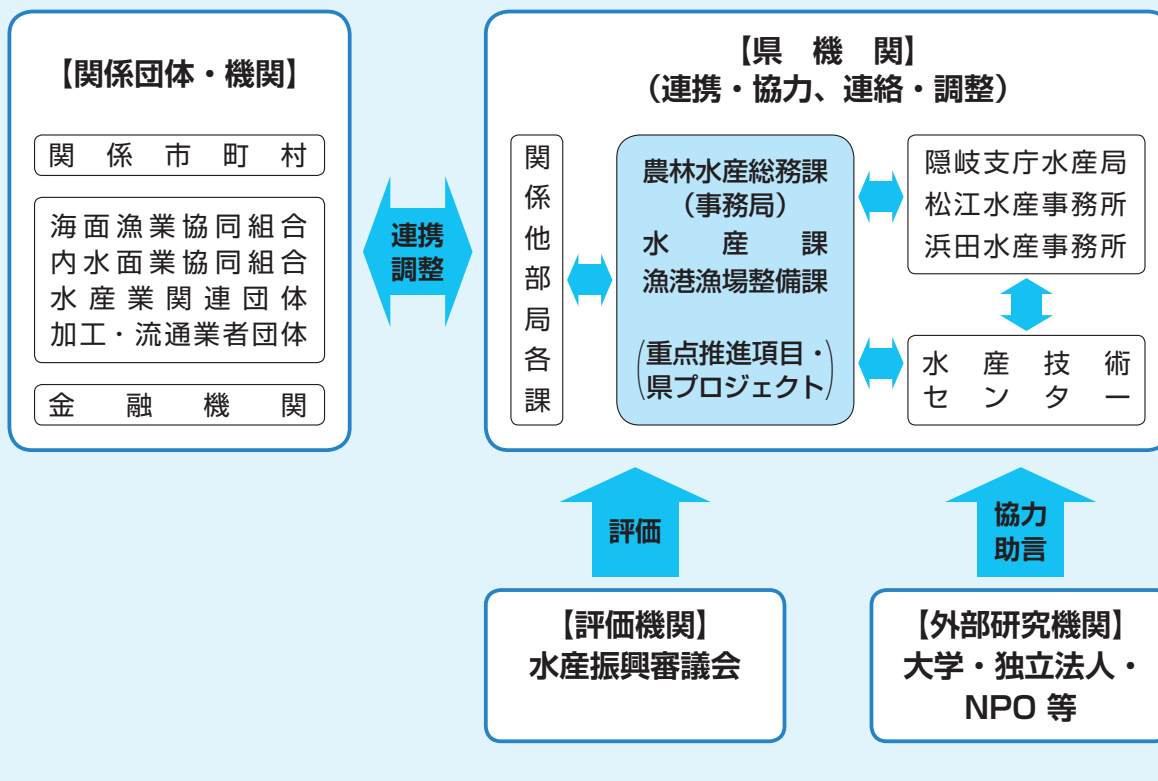 【関係団体・機関】
関係市町村
海面漁業協同組合
内水面業協同組合
水産業関連団体
加工・流通業者団体
金融機関
連携
調整
【県機関】
（連携・協力、連絡・調整）
関係他部局各課
農林水産総務課
（事務局）
水産課
漁港漁場整備課
（重点推進項目・
県プロジェクト）
隠岐支庁水産局
松江水産事務所
浜田水産事務所
水産技術
センター
評価
協力
助言
【評価機関】
水産振興審議会
【外部研究機関】
大学・独立法人・
NPO 等